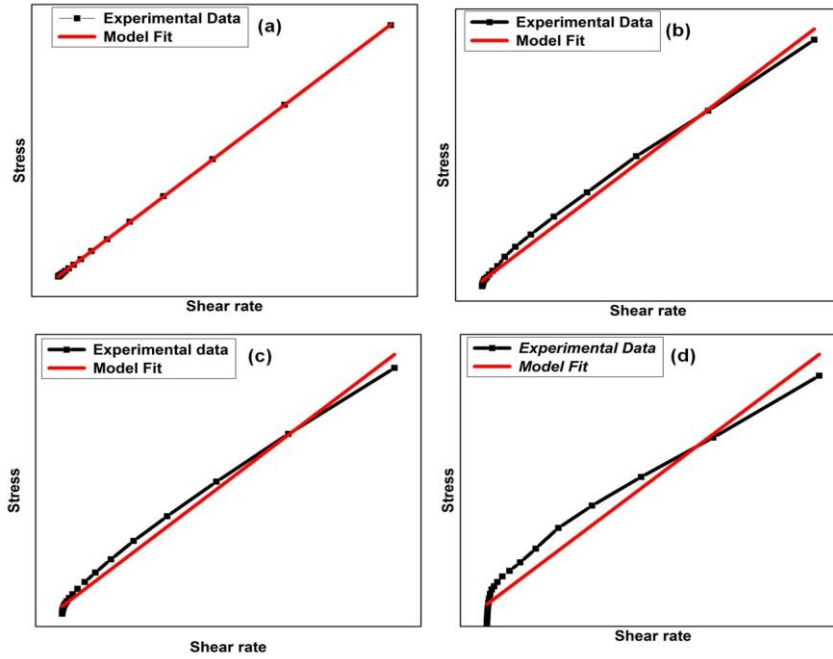 Experimental Data
Model Fit
(a)
Stress
Shear rate
Experimental Data
Model Fit
(b)
Stress
Shear rate
Experimental data
Model Fit
(c)
Stress
Shear rate
Experimental Data
Model Fit
(d)
Stress
Shear rate